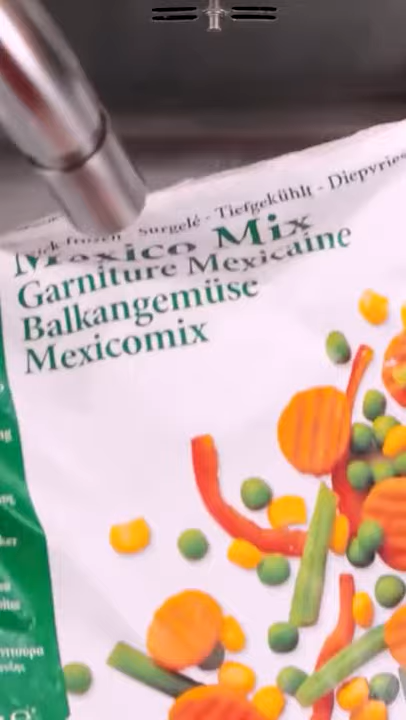 Surgelé - Tiefgekühlt - Diepvries
Mexico Mix
Garniture Mexicaine
Balkangemüse
Mexicomix